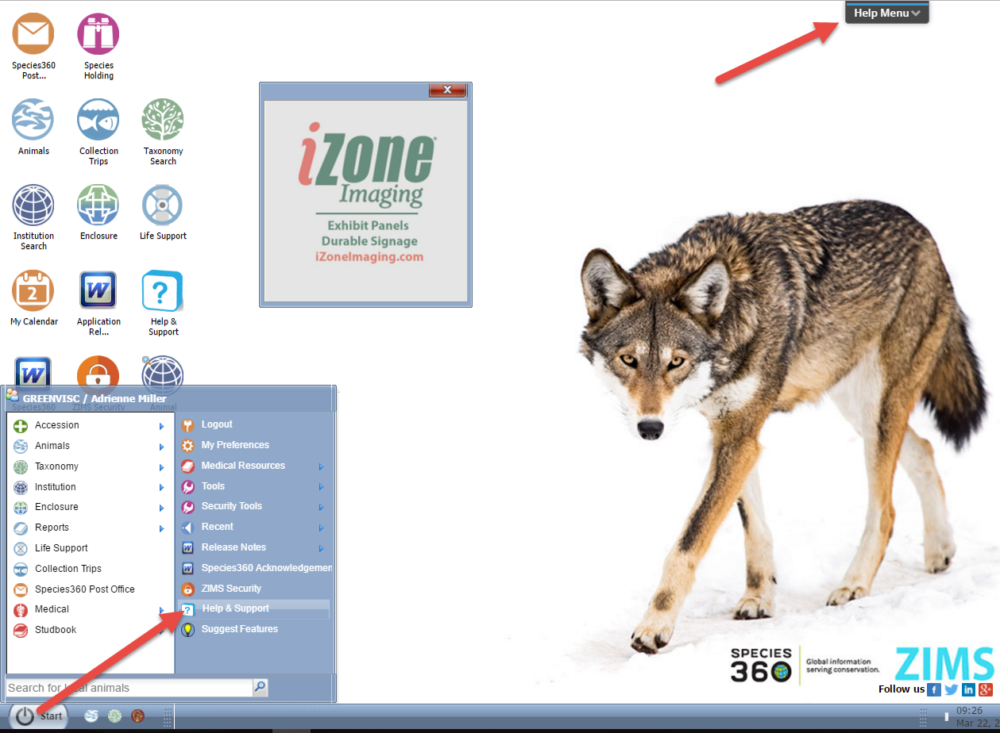 Help Menu
Species360
Post...
Species
Holding
Animals
Collection
Trips
Taxonomy
Search
Institution
Search
Enclosure
Life Support
2
My Calendar
W
Application
Rel...
?
Help &
Support
W
Species360
ZIMS Security
Animal
X
iZone
Imaging
Exhibit Panels
Durable Signage
iZoneImaging.com
GREENVISC / Adrienne Miller
Accession
Animals
Taxonomy
Institution
Enclosure
Reports
Life Support
Collection Trips
Species360 Post Office
Medical
Studbook
Logout
My Preferences
Medical Resources
Tools
Security Tools
Recent
Release Notes
Species360 Acknowledgemen
ZIMS Security
Help & Support
Suggest Features
Search for local animals
Start
SPECIES
360
Global information
serving conservation.
ZIMS
Follow us
09:26
Mar 22, 2